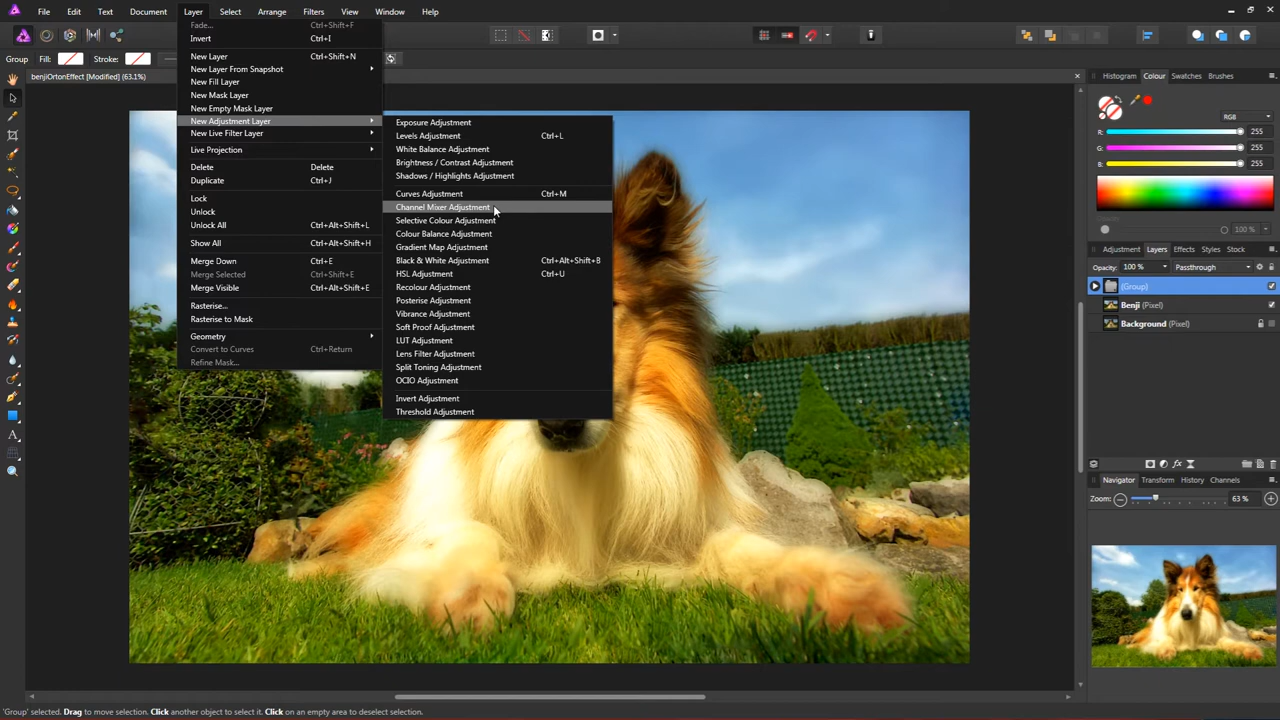 File Edit Text Document Layer Select Arrange Filters View Window Help
Group Fill: Stroke:
benjiOrtonEffect [Modified] (63.1%)
Fade... Ctrl+Shift+F
Invert Ctrl+I
New Layer Ctrl+Shift+N
New Layer From Snapshot
New Fill Layer
New Mask Layer
New Empty Mask Layer
New Adjustment Layer
New Live Filter Layer
Live Projection
Delete Delete
Duplicate Ctrl+J
Lock
Unlock
Unlock All Ctrl+Alt+Shift+L
Show All Ctrl+Alt+Shift+H
Merge Down Ctrl+E
Merge Selected Ctrl+Shift+E
Merge Visible Ctrl+Alt+Shift+E
Rasterise...
Rasterise to Mask
Geometry
Convert to Curves Ctrl+Return
Refine Mask...
Exposure Adjustment
Levels Adjustment Ctrl+L
White Balance Adjustment
Brightness / Contrast Adjustment
Shadows / Highlights Adjustment
Curves Adjustment Ctrl+M
Channel Mixer Adjustment
Selective Colour Adjustment
Colour Balance Adjustment
Gradient Map Adjustment
Black & White Adjustment Ctrl+Alt+Shift+B
HSL Adjustment Ctrl+U
Recolour Adjustment
Posterise Adjustment
Vibrance Adjustment
Soft Proof Adjustment
LUT Adjustment
Lens Filter Adjustment
Split Toning Adjustment
OCIO Adjustment
Invert Adjustment
Threshold Adjustment
Histogram Colour Swatches Brushes
RGB
R: 255
G: 255
B: 255
100 %
Adjustment Layers Effects Styles Stock
Opacity: 100 % Passthrough
(Group)
Benji (Pixel)
Background (Pixel)
Navigator Transform History Channels
Zoom: 63 %
'Group' selected. Drag to move selection. Click another object to select it. Click on an empty area to deselect selection.